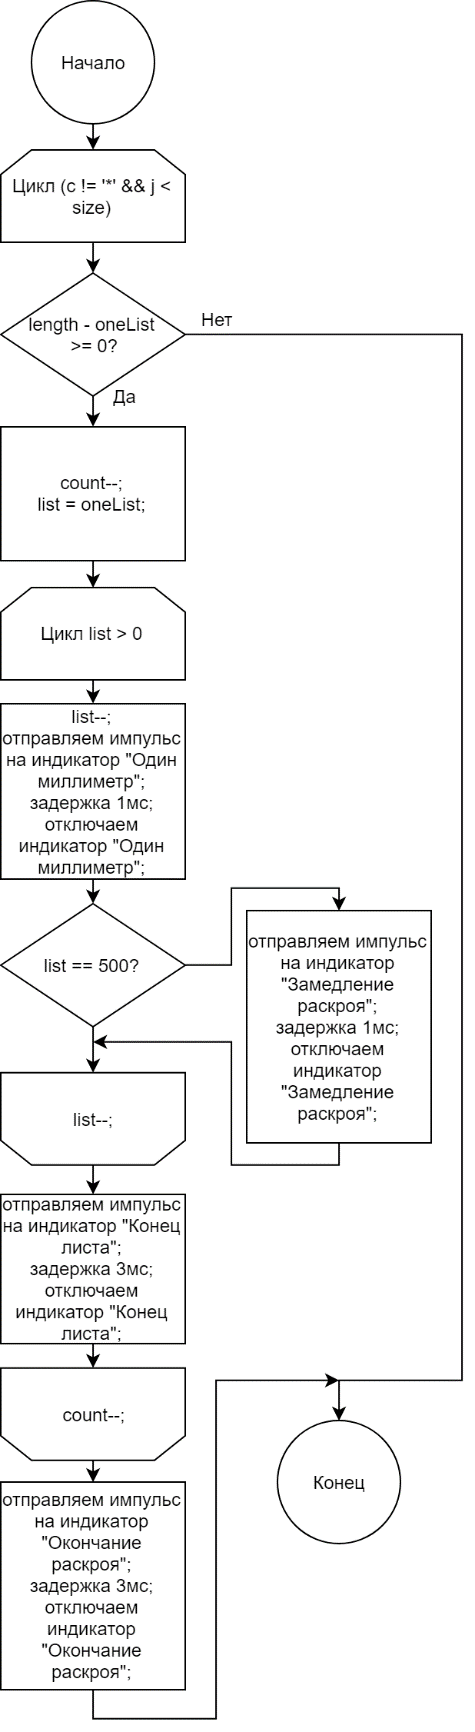 Начало
Цикл (c != '*' && j <
size)
length - oneList
>= 0?
Нет
Да
count--;
list = oneList;
Цикл list > 0
list--;
отправляем импульс
на индикатор "Один
миллиметр";
задержка 1мс;
отключаем
индикатор "Один
миллиметр";
list == 500?
отправляем импульс
на индикатор
"Замедление
раскроя";
задержка 1мс;
отключаем
индикатор
"Замедление
раскроя";
list--;
отправляем импульс
на индикатор "Конец
листа";
задержка 3мс;
отключаем
индикатор "Конец
листа";
count--;
отправляем импульс
на индикатор
"Окончание
раскроя";
задержка 3мс;
отключаем
индикатор
"Окончание
раскроя";
Конец